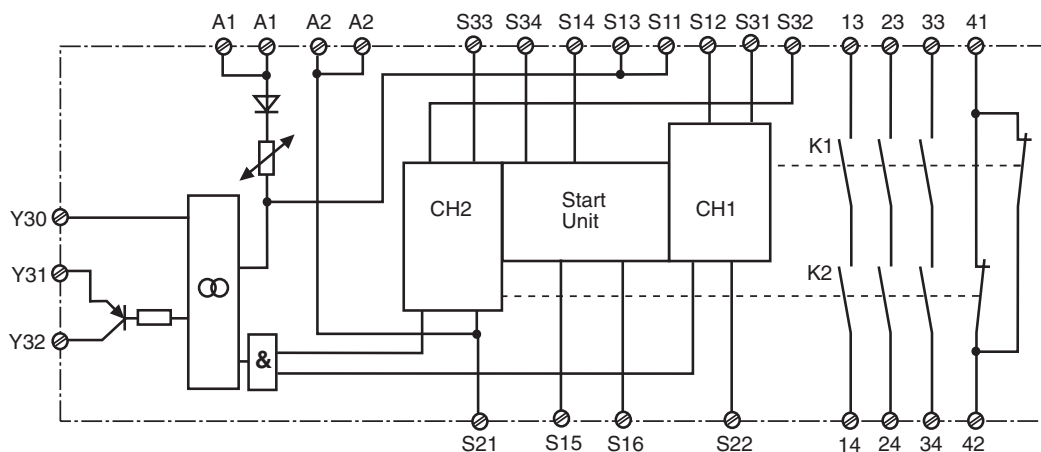 A1 A1 A2 A2 S33 S34 S14 S13 S11 S12 S31 S32 13 23 33 41
K1
CH2 Start Unit CH1
Y30
Y31
K2
Y32
&
S21 S15 S16 S22 14 24 34 42